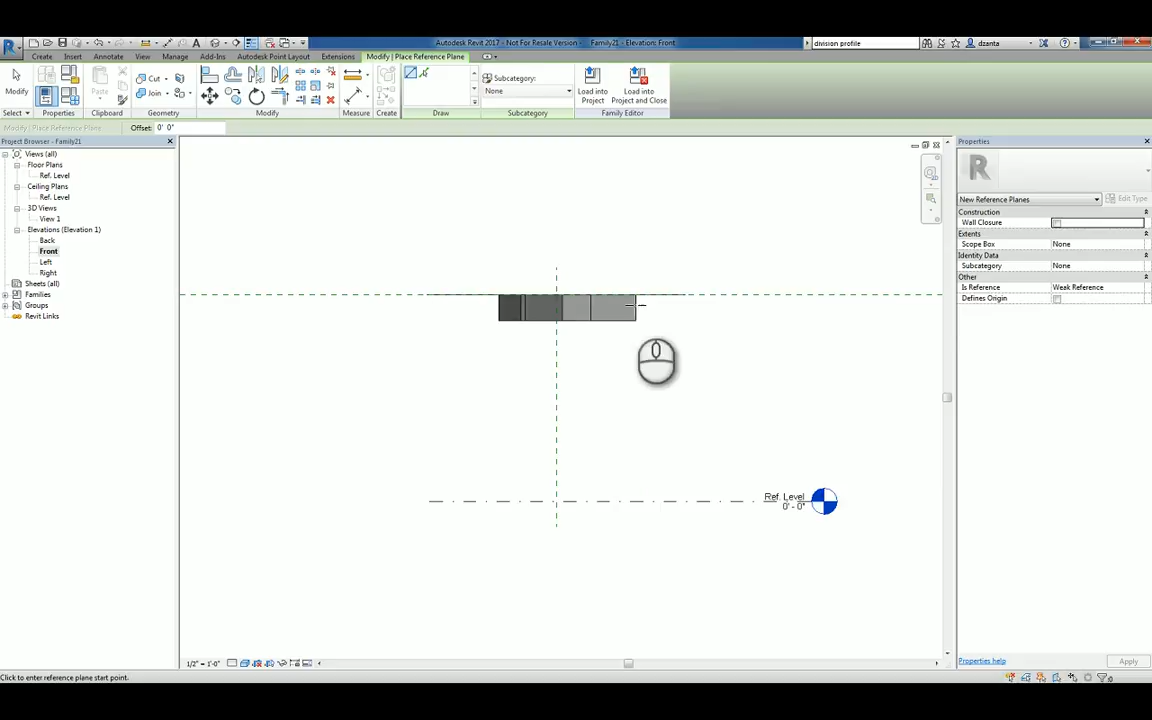 Autodesk Revit 2017 - Not For Resale Version - Family21 - Elevation: Front
division profile
dzanta
Create Insert Annotate View Manage Add-Ins Autodesk Point Layout Extensions Modify | Place Reference Plane
Modify
Paste
Cut
Join
Subcategory:
None
Load into
Project
Load into
Project and Close
Select Properties Clipboard Geometry Modify Measure Create Draw Subcategory Family Editor
Modify | Place Reference Plane Offset: 0' 0"
Project Browser - Family21
Views (all)
Floor Plans
Ref. Level
Ceiling Plans
Ref. Level
3D Views
View 1
Elevations (Elevation 1)
Back
Front
Left
Right
Sheets (all)
Families
Groups
Revit Links
Ref. Level
0' - 0"
Properties
R
New Reference Planes
Edit Type
Construction
Wall Closure
Extents
Scope Box None
Identity Data
Subcategory None
Other
Is Reference Weak Reference
Defines Origin
Properties help
Apply
1/2" = 1'-0"
Click to enter reference plane start point.
:0